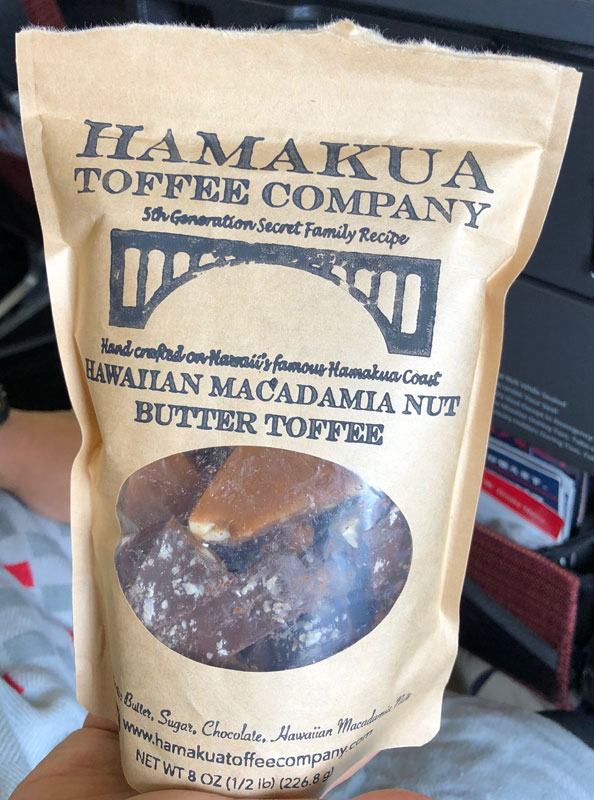 HAMAKUA
TOFFEE COMPANY
5th Generation Secret Family Recipe
Hand crafted on Hawaii's famous Hamakua Coast
HAWAIIAN MACADAMIA NUT
BUTTER TOFFEE
Butter, Sugar, Chocolate, Hawaiian Macadamia Nuts
www.hamakuatoffeecompany.com
NET WT 8 OZ (1/2 lb) (226.8 g)